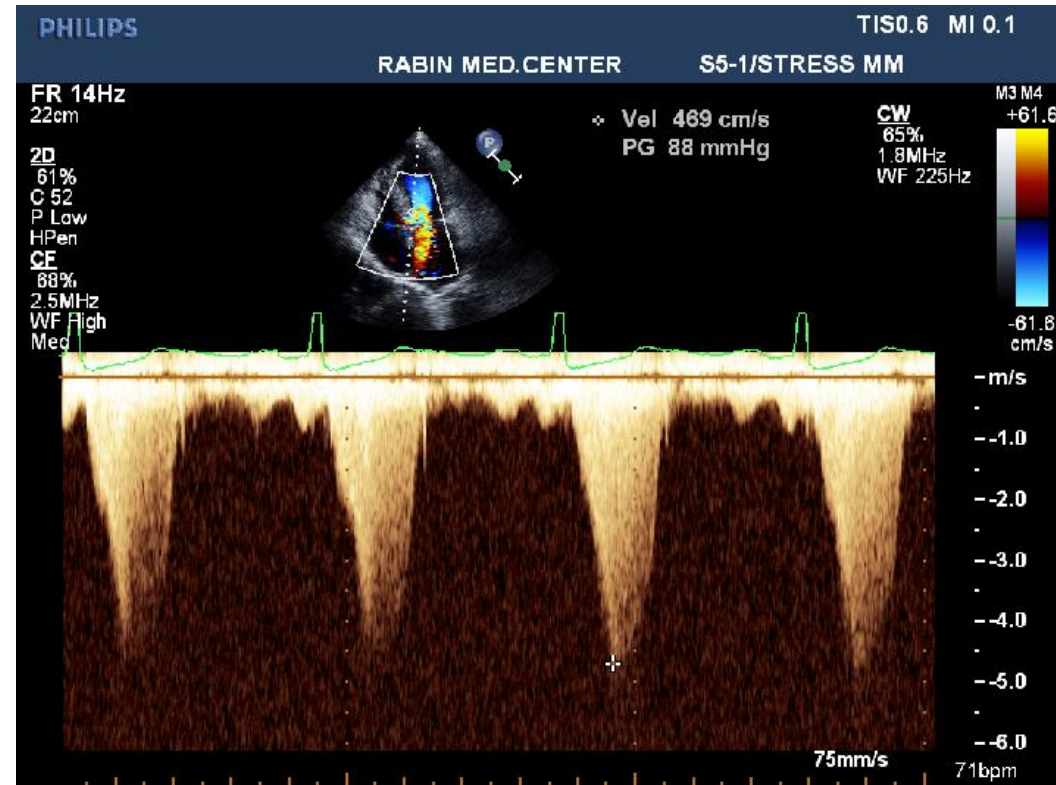 PHILIPS
TIS0.6 MI 0.1
RABIN MED.CENTER S5-1/STRESS MM
FR 14Hz
22cm
2D
61%
C 52
P Low
HPen
CF
68%
2.5MHz
WF High
Med
Vel 469 cm/s
PG 88 mmHg
P
CW
65%
1.8MHz
WF 225Hz
M3 M4
+61.6
-61.6
cm/s
m/s
-1.0
-2.0
-3.0
-4.0
-5.0
-6.0
75mm/s
71bpm